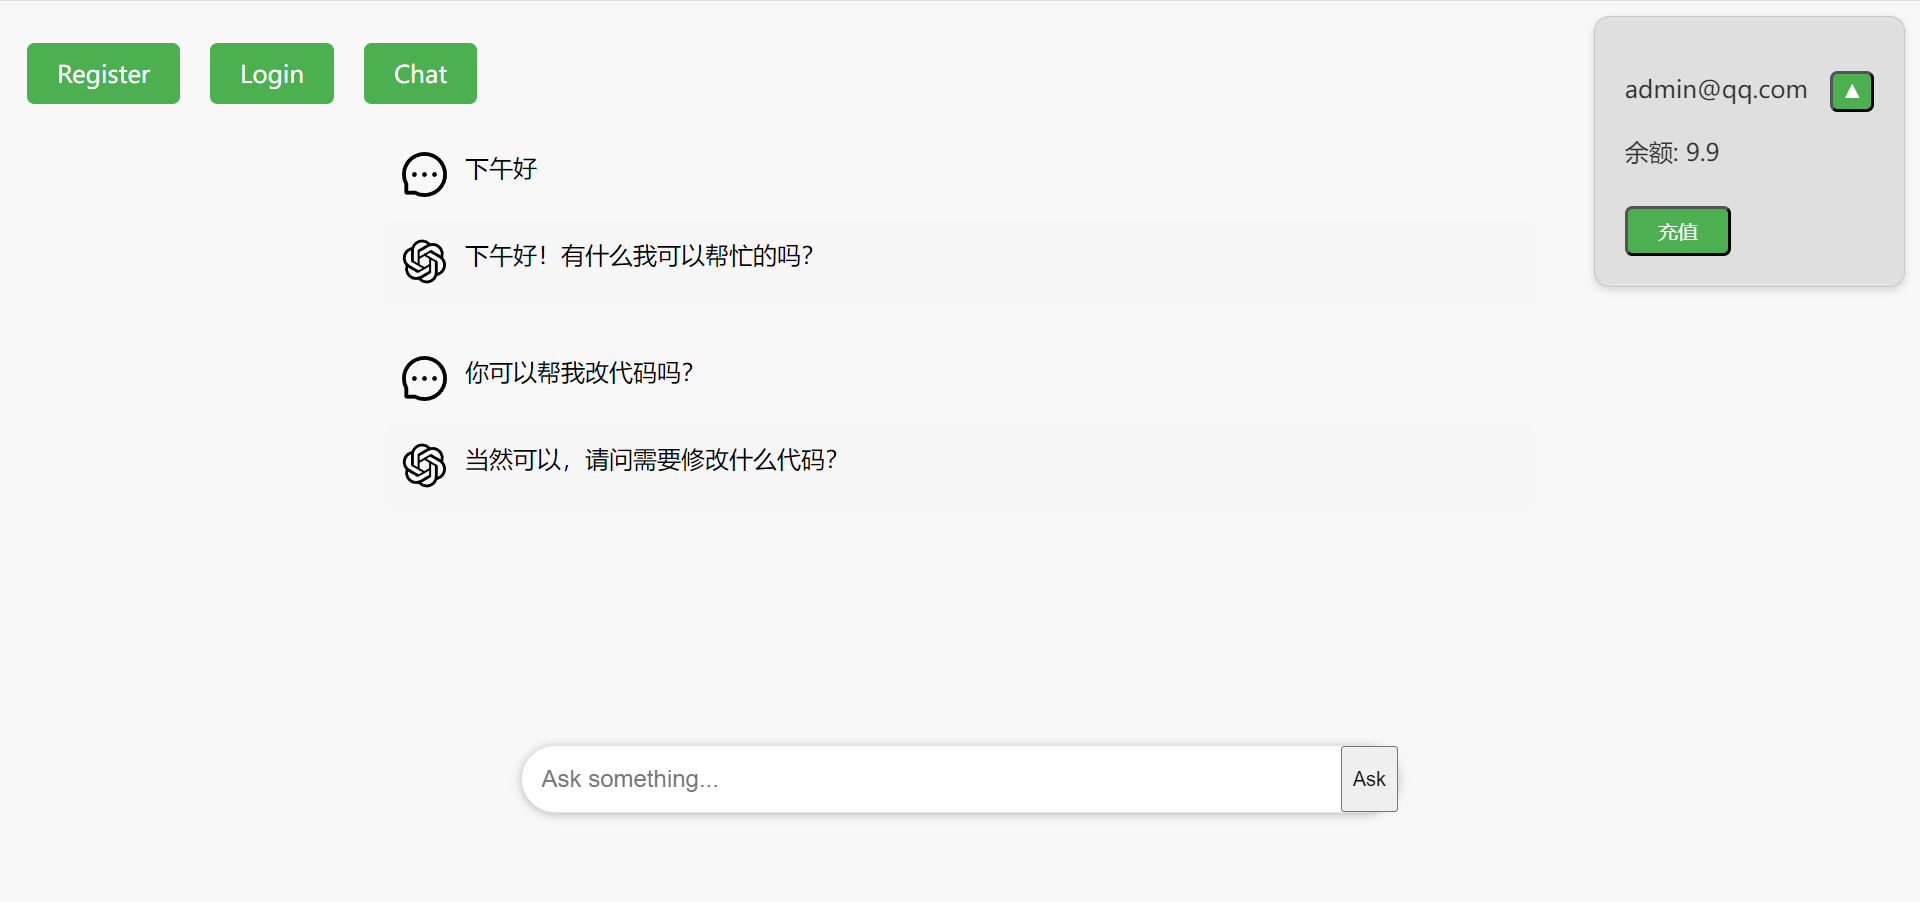 Register
Login
Chat
admin@qq.com ▲
余额: 9.9
充值
下午好
下午好！有什么我可以帮忙的吗？
你可以帮我改代码吗？
当然可以，请问需要修改什么代码？
Ask something...
Ask